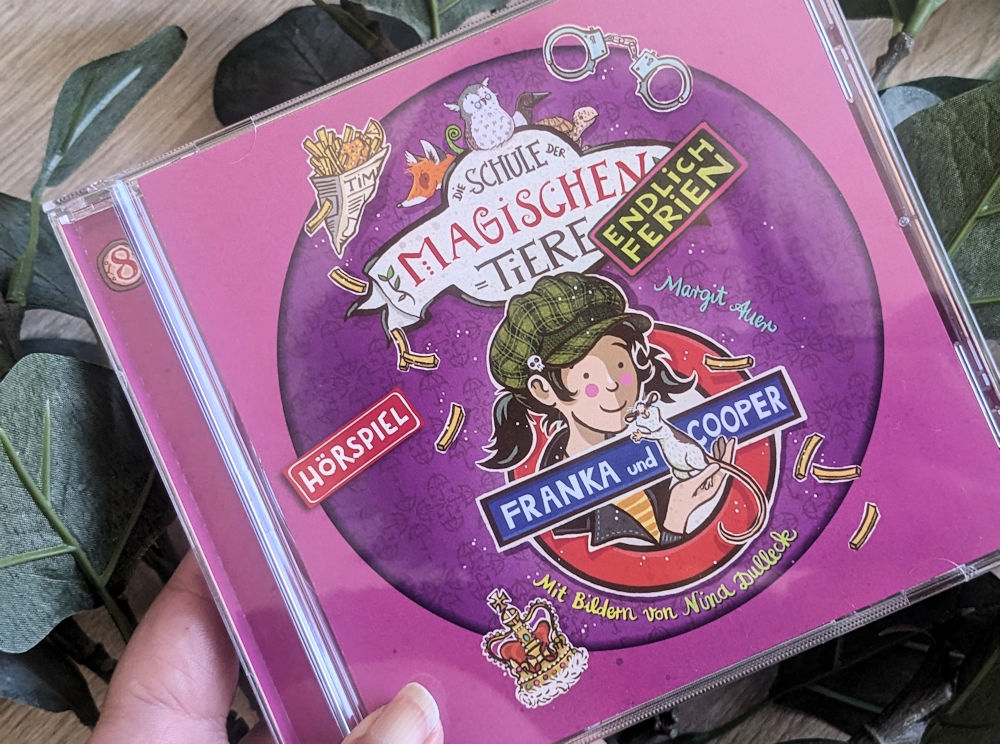 8
TIM
DIE SCHULE DER
MAGISCHEN
TIERE
ENDLICH
FERIEN
Margit Auer
HÖRSPIEL
FRANKA und COOPER
Mit Bildern von Nina Dulleck